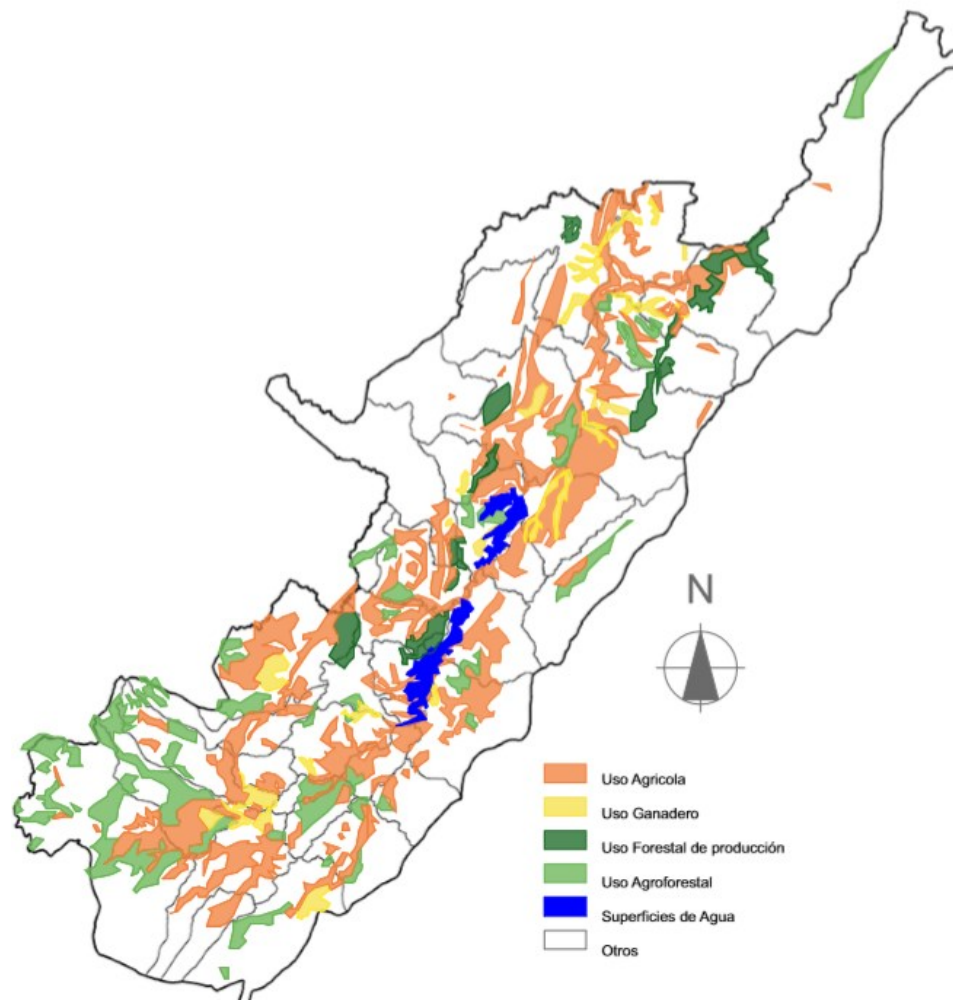 N
Uso Agricola
Uso Ganadero
Uso Forestal de producción
Uso Agroforestal
Superficies de Agua
Otros